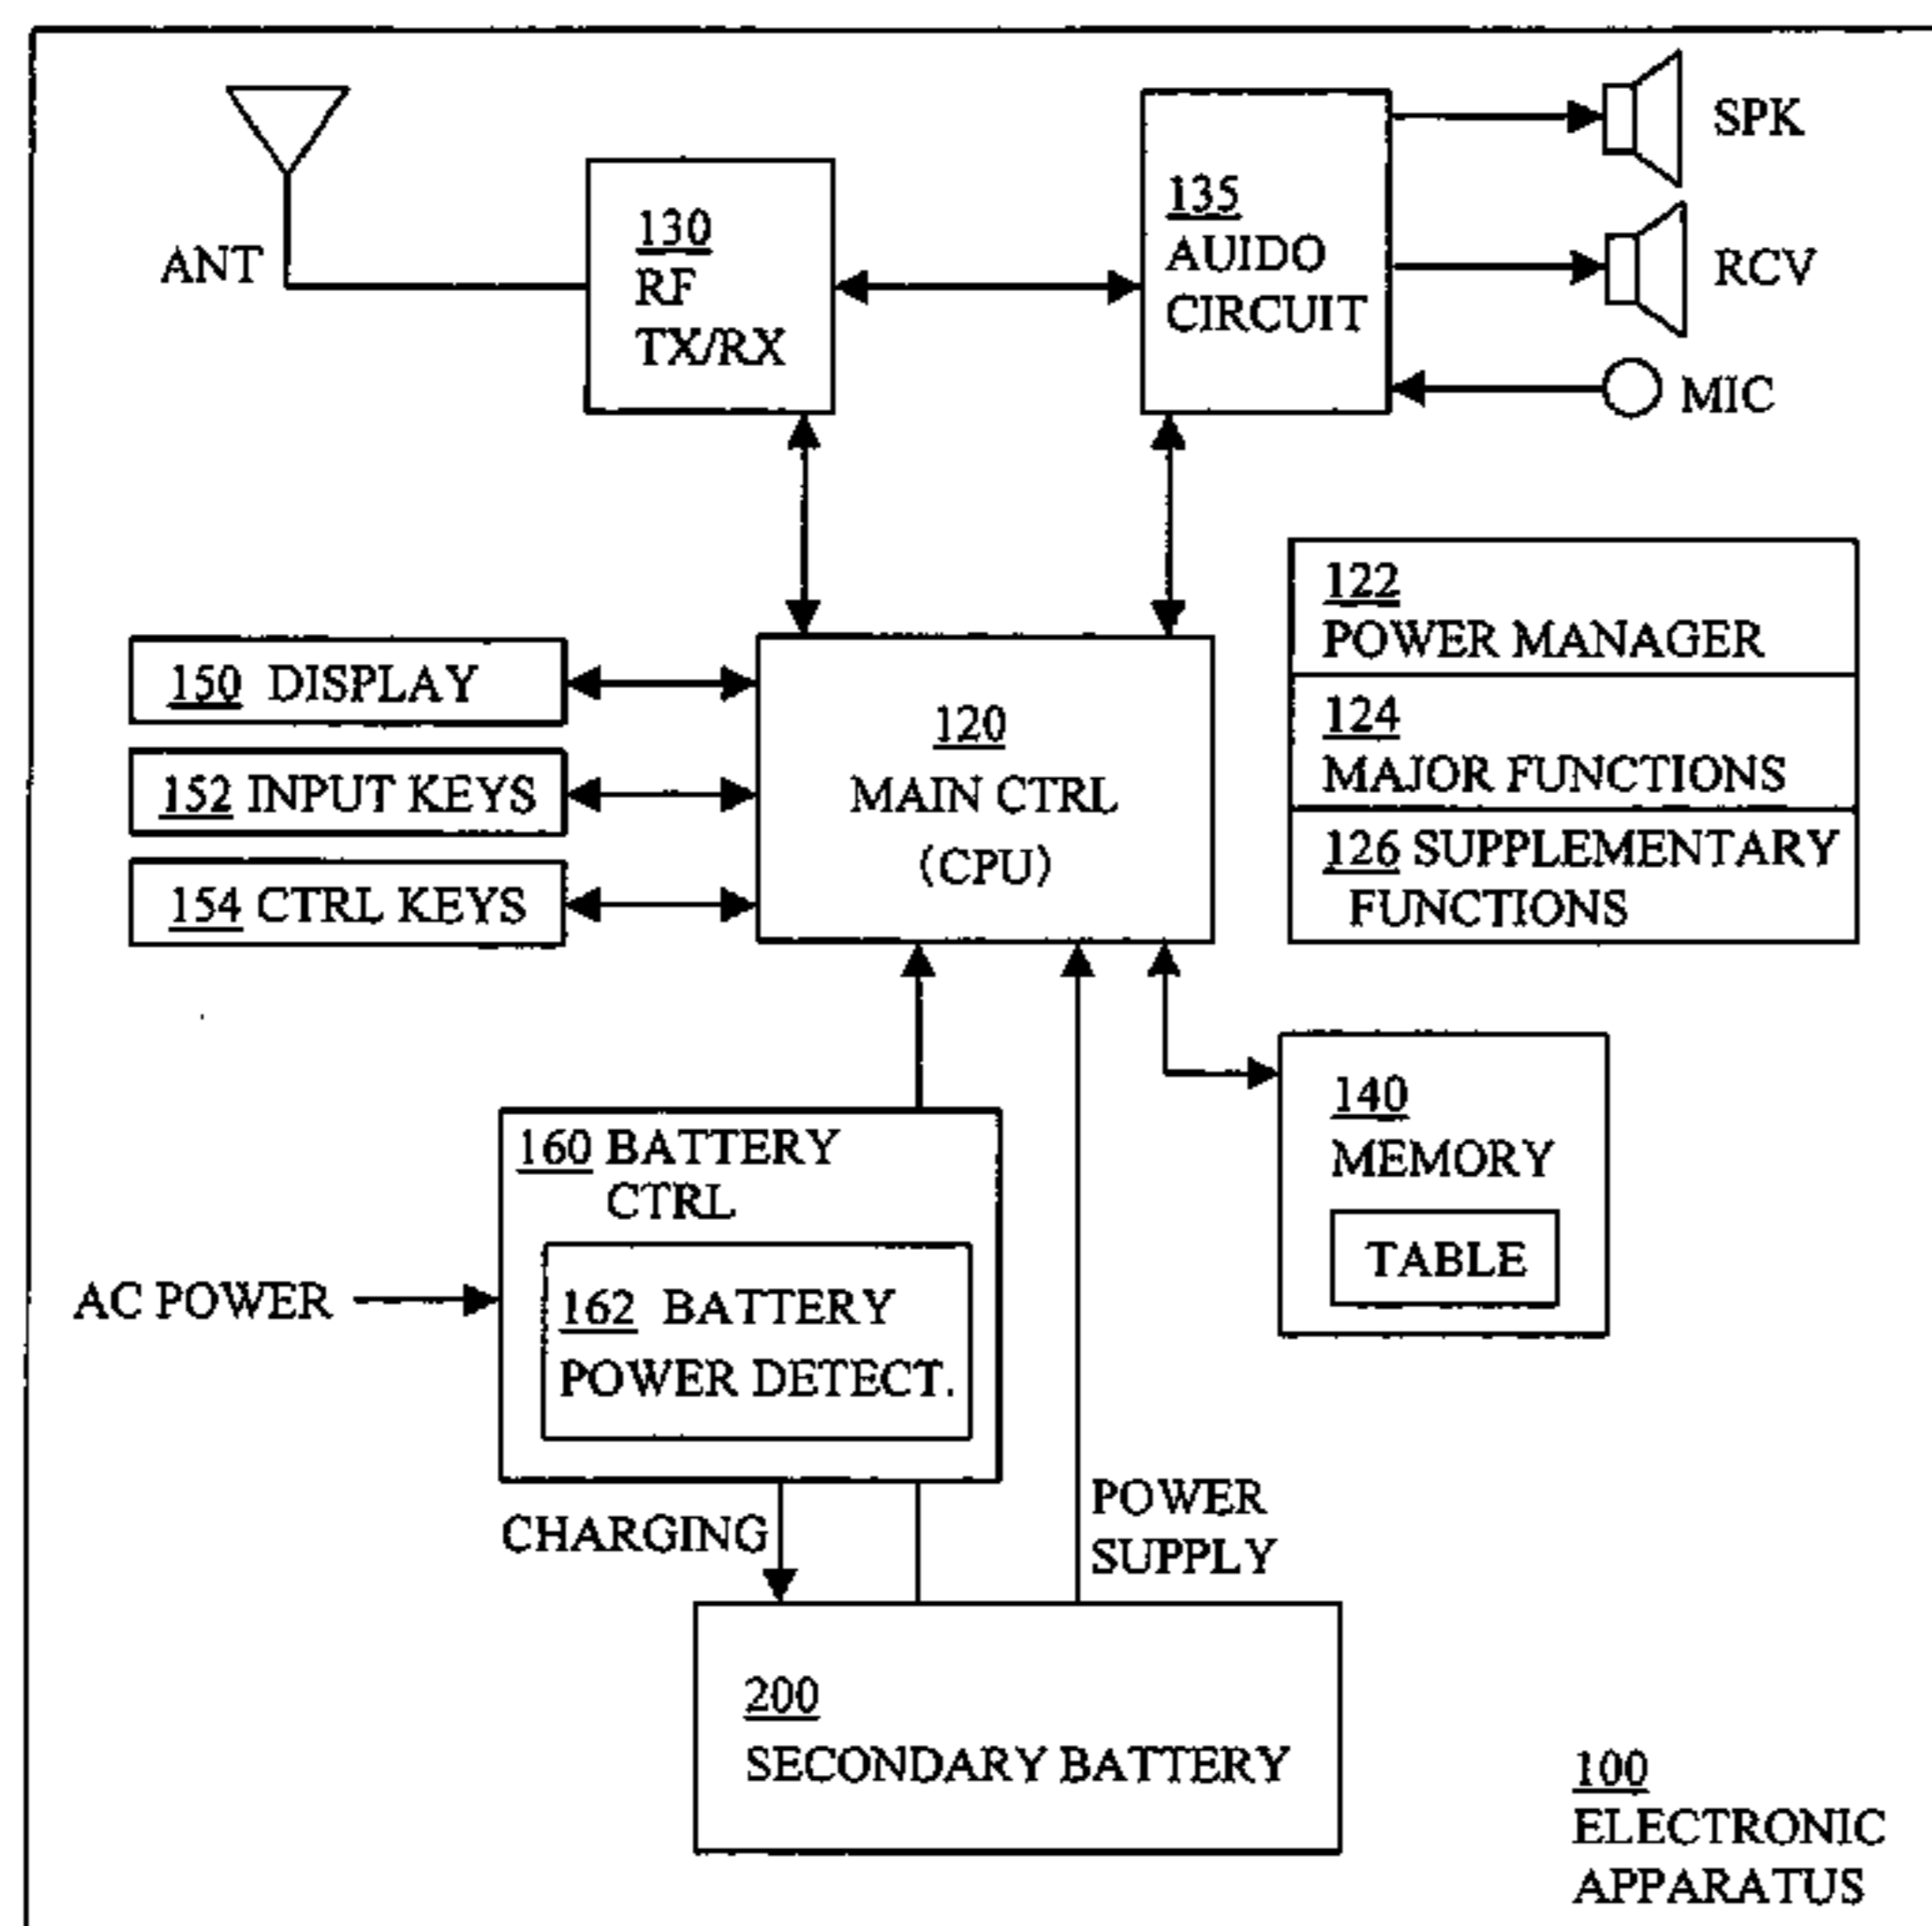 ANT
130
RF
TX/RX
135
AUIDO
CIRCUIT
SPK
RCV
MIC
150 DISPLAY
152 INPUT KEYS
154 CTRL KEYS
120
MAIN CTRL
(CPU)
122
POWER MANAGER
124
MAJOR FUNCTIONS
126 SUPPLEMENTARY
FUNCTIONS
160 BATTERY
CTRL
AC POWER
162 BATTERY
POWER DETECT.
140
MEMORY
TABLE
CHARGING
POWER
SUPPLY
200
SECONDARY BATTERY
100
ELECTRONIC
APPARATUS